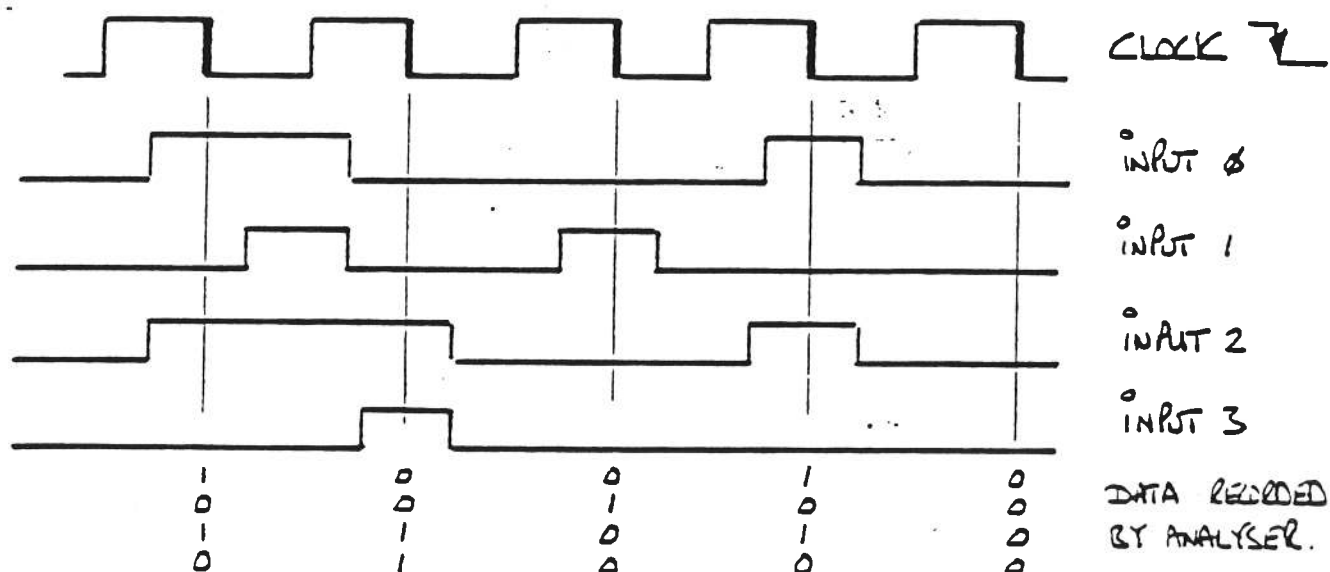 CLOCK
INPUT 0
INPUT 1
INPUT 2
INPUT 3
1 0 0 1 0
0 0 1 0 0
1 1 0 1 0
0 1 0 0 0
DATA RECORDED
BY ANALYSER.